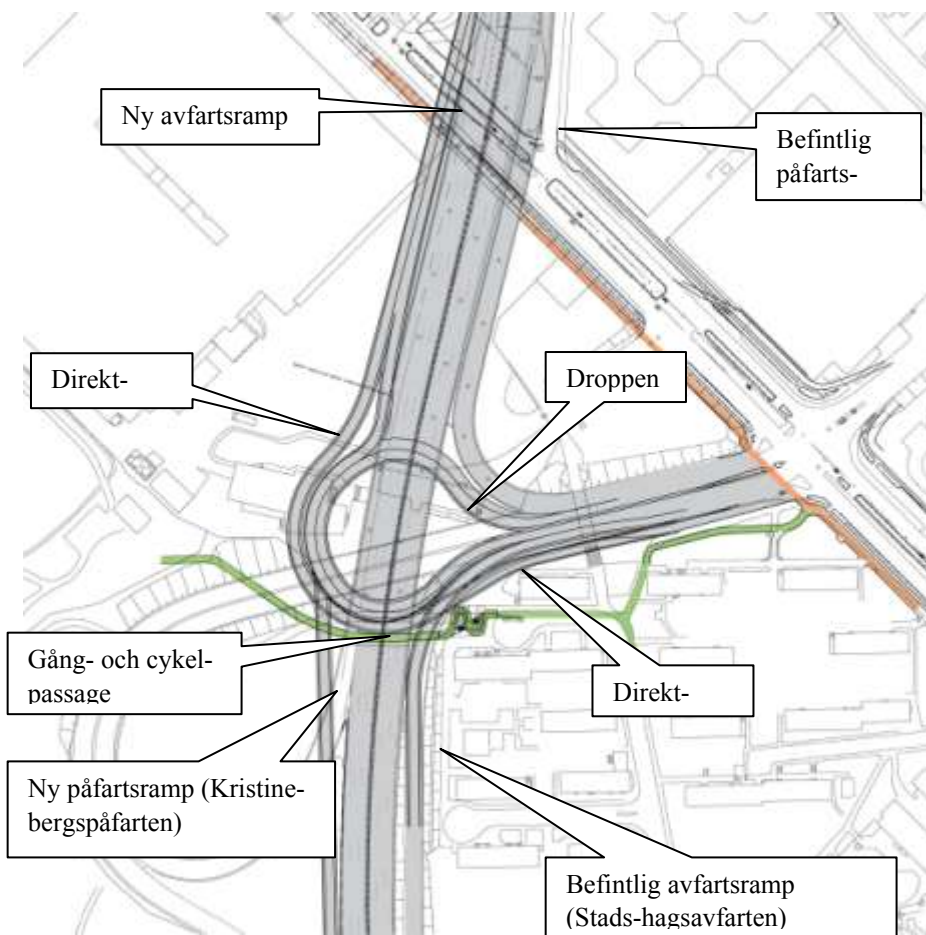 Ny avfartsramp
Befintlig
påfarts-
Direkt-
Droppen
Gång- och cykel-
passage
Direkt-
Ny påfartsramp (Kristine-
bergspåfarten)
Befintlig avfartsramp
(Stads-hagsavfarten)